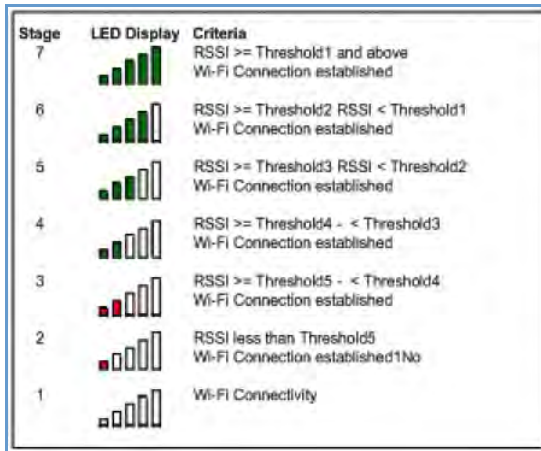 Stage LED Display Criteria
7 RSSI >= Threshold1 and above
Wi-Fi Connection established
6 RSSI >= Threshold2 RSSI < Threshold1
Wi-Fi Connection established
5 RSSI >= Threshold3 RSSI < Threshold2
Wi-Fi Connection established
4 RSSI >= Threshold4 - < Threshold3
Wi-Fi Connection established
3 RSSI >= Threshold5 - < Threshold4
Wi-Fi Connection established
2 RSSI less than Threshold5
Wi-Fi Connection established1No
1 Wi-Fi Connectivity